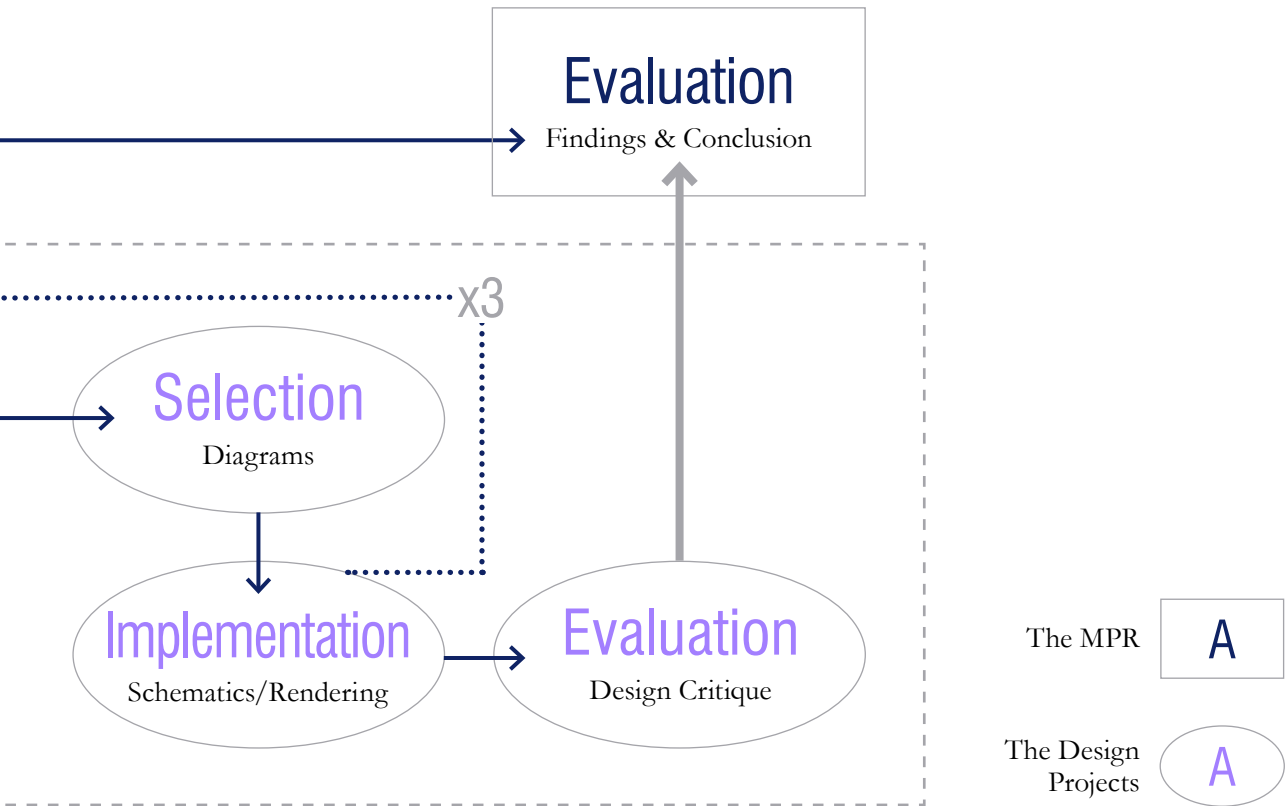 Evaluation
Findings & Conclusion
x3
Selection
Diagrams
Implementation
Schematics/Rendering
Evaluation
Design Critique
The MPR
A
The Design
Projects
A